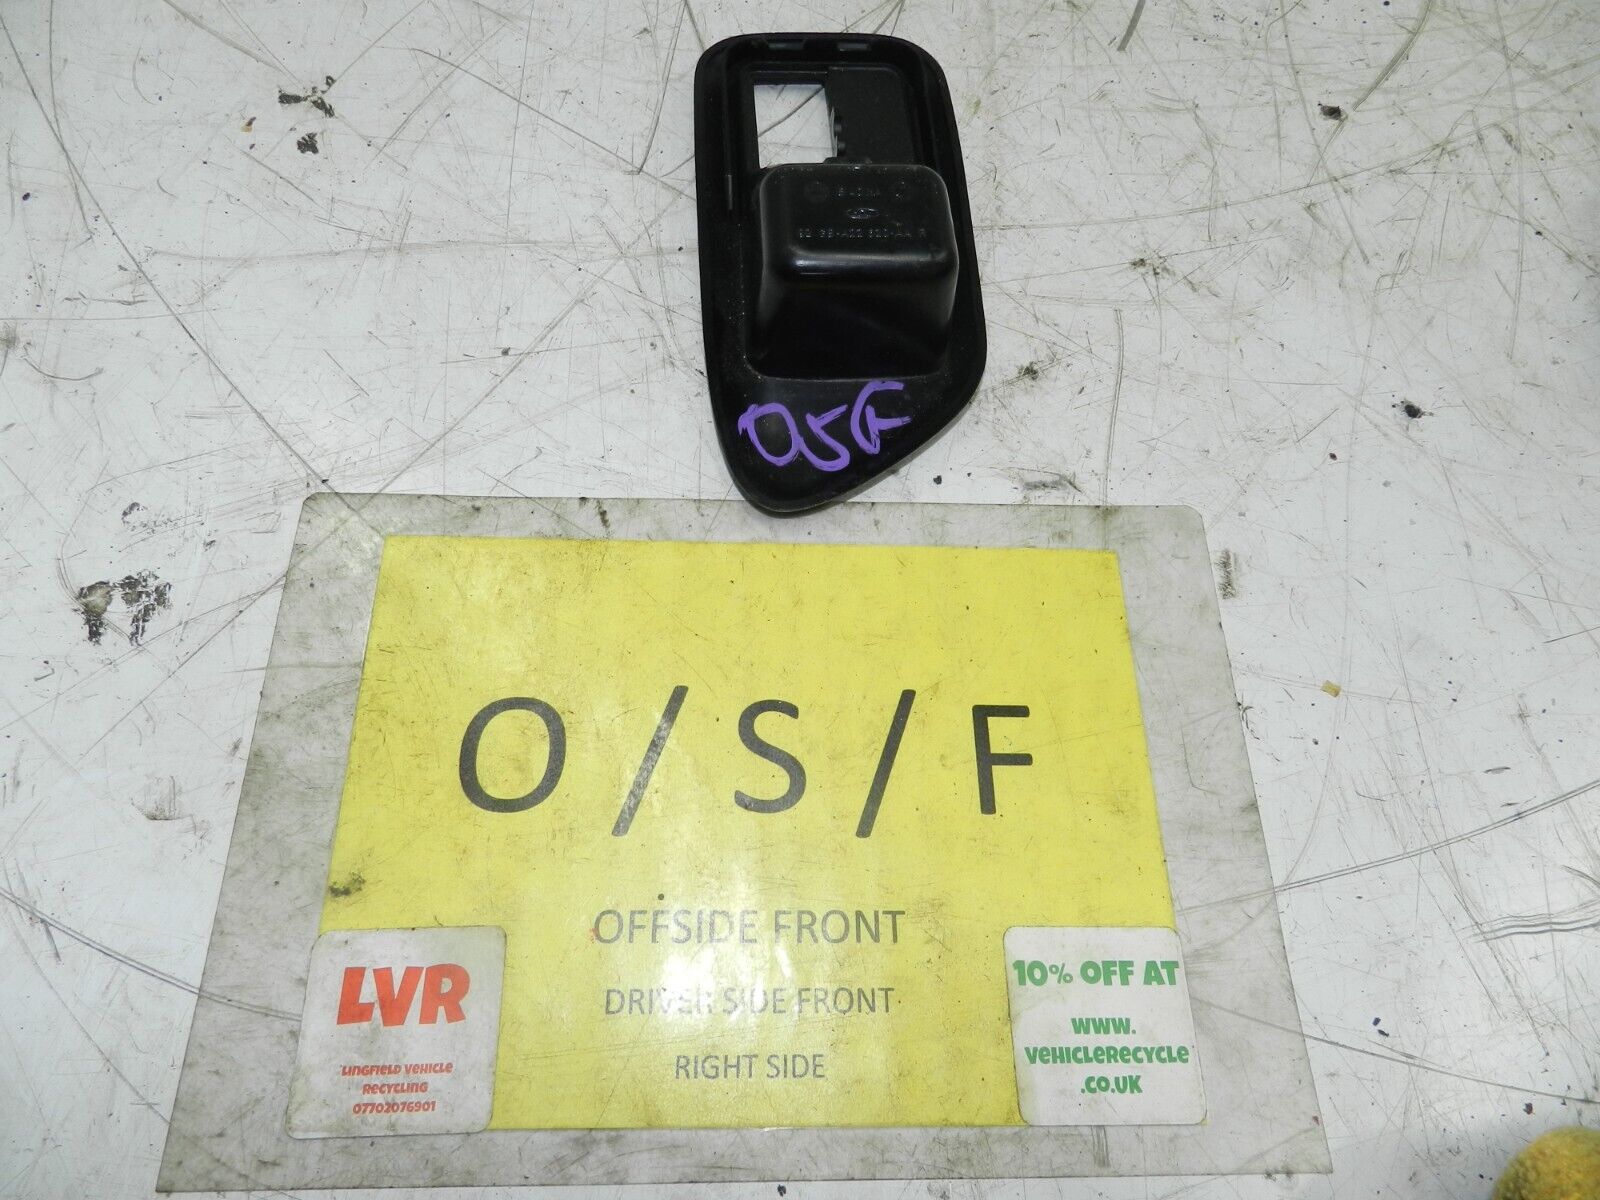 OSF
O/S/F
OFFSIDE FRONT
DRIVER SIDE FRONT
RIGHT SIDE
LVR
LINGFIELD VEHICLE
RECYCLING
07702076901
10% OFF AT
WWW.
VEHICLERECYCLE
.CO.UK